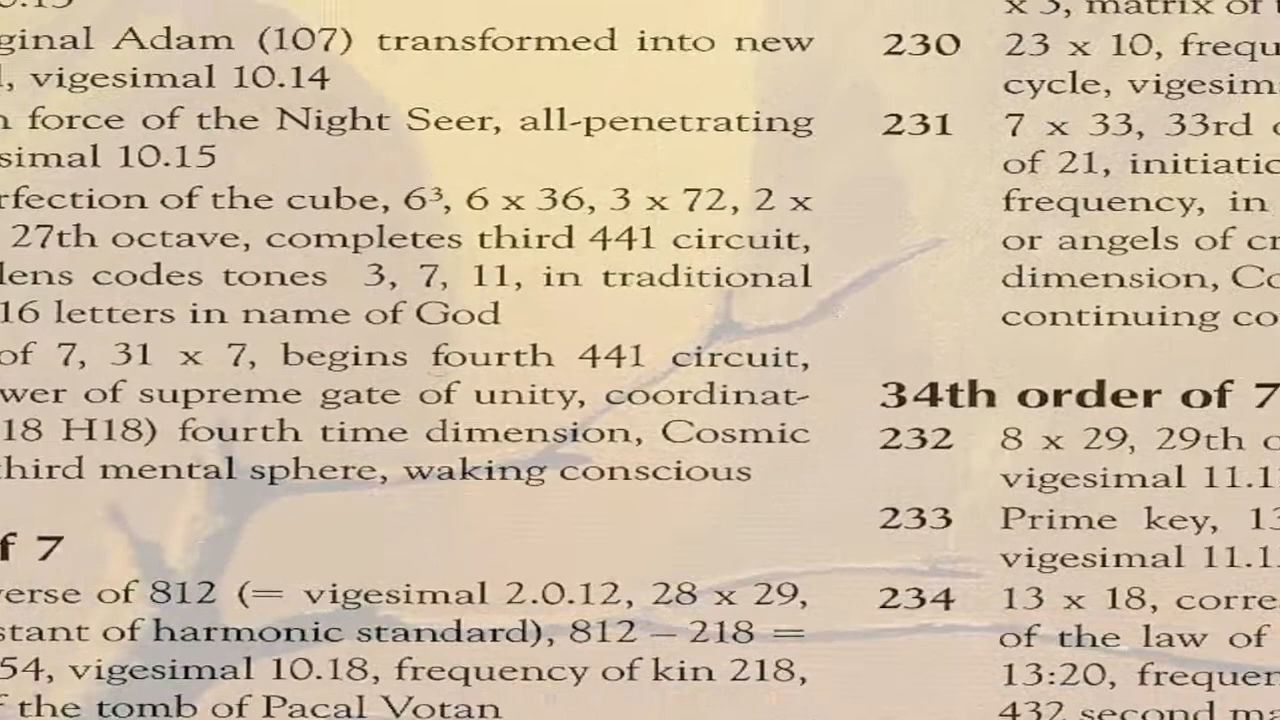 ginal Adam (107) transformed into new
, vigesimal 10.14
force of the Night Seer, all-penetrating
simal 10.15
rfection of the cube, 6³, 6 x 36, 3 x 72, 2 x
27th octave, completes third 441 circuit,
lens codes tones 3, 7, 11, in traditional
16 letters in name of God
of 7, 31 x 7, begins fourth 441 circuit,
wer of supreme gate of unity, coordinat-
18 H18) fourth time dimension, Cosmic
third mental sphere, waking conscious
f 7
erse of 812 (= vigesimal 2.0.12, 28 x 29,
stant of harmonic standard), 812 – 218 =
54, vigesimal 10.18, frequency of kin 218,
the tomb of Pacal Votan
x 3, matrix of
230 23 x 10, frequ
cycle, vigesim
231 7 x 33, 33rd
of 21, initiatio
frequency, in
or angels of cr
dimension, Co
continuing co
34th order of 7
232 8 x 29, 29th o
vigesimal 11.1
233 Prime key, 13
vigesimal 11.1
234 13 x 18, corre
of the law of
13:20, frequen
432 second ma